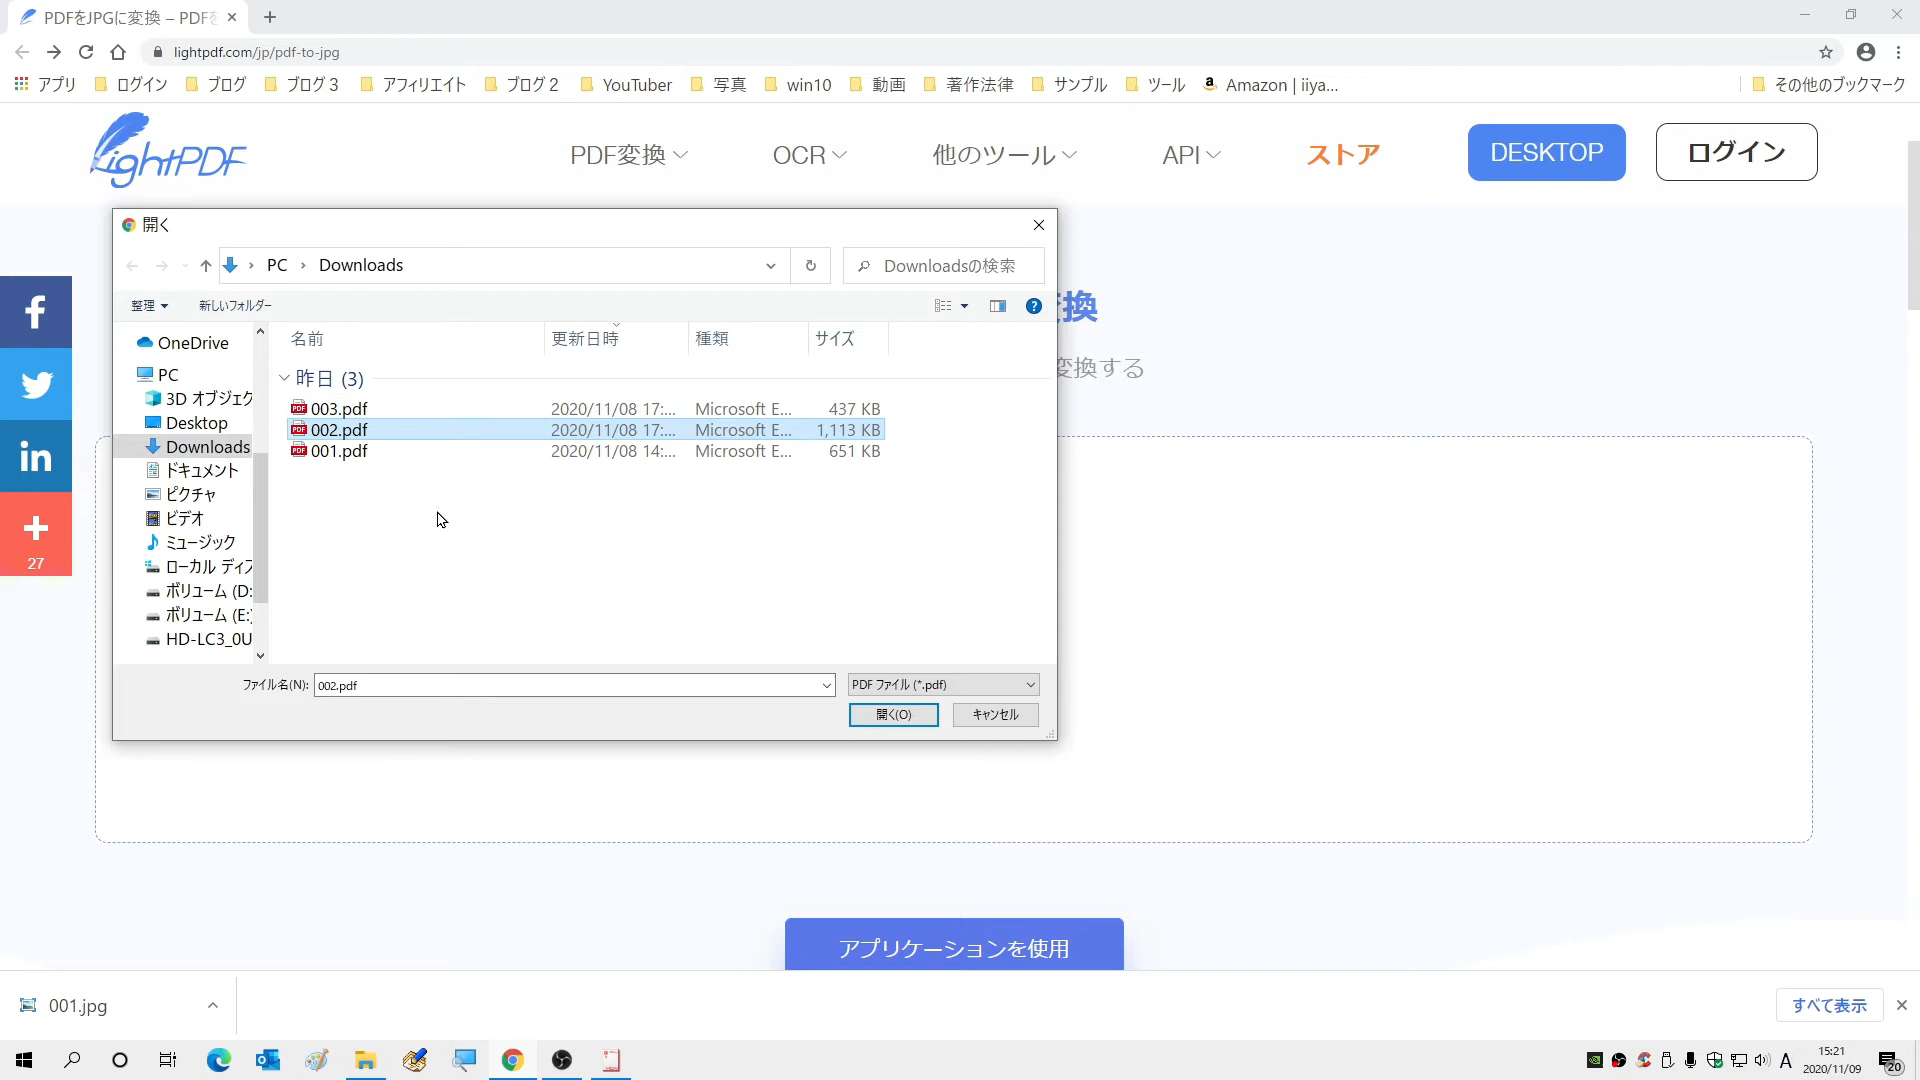 PDFをJPGに変換 – PDFを
lightpdf.com/jp/pdf-to-jpg
アプリ ログイン ブログ ブログ3 アフィリエイト ブログ2 YouTuber 写真 win10 動画 著作法律 サンプル ツール Amazon | iiya... その他のブックマーク
LightPDF
PDF変換 OCR 他のツール API ストア DESKTOP ログイン
開く
PC › Downloads
Downloadsの検索
整理 新しいフォルダー
名前 更新日時 種類 サイズ
昨日 (3)
003.pdf 2020/11/08 17:... Microsoft E... 437 KB
002.pdf 2020/11/08 17:... Microsoft E... 1,113 KB
001.pdf 2020/11/08 14:... Microsoft E... 651 KB
OneDrive
PC
3D オブジェク
Desktop
Downloads
ドキュメント
ピクチャ
ビデオ
ミュージック
ローカル ディス
ボリューム (D:
ボリューム (E:)
HD-LC3_0U
ファイル名(N): 002.pdf
PDF ファイル (*.pdf)
開く(O) キャンセル
変換
変換する
27
アプリケーションを使用
001.jpg
すべて表示
A
15:21
2020/11/09
20